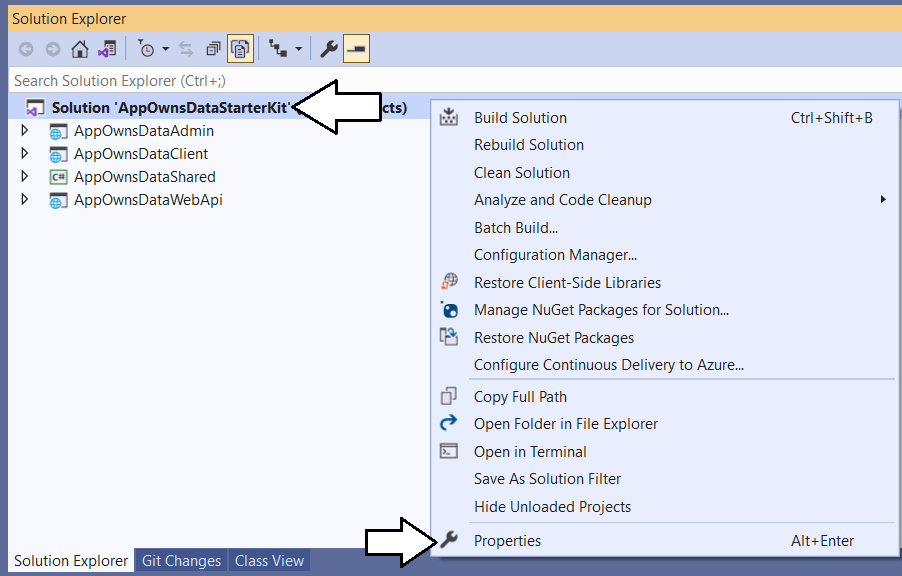 Solution Explorer
Search Solution Explorer (Ctrl+;)
Solution 'AppOwnsDataStarterKit' cts)
AppOwnsDataAdmin
AppOwnsDataClient
C# AppOwnsDataShared
AppOwnsDataWebApi
Build Solution Ctrl+Shift+B
Rebuild Solution
Clean Solution
Analyze and Code Cleanup
Batch Build...
Configuration Manager...
Restore Client-Side Libraries
Manage NuGet Packages for Solution...
Restore NuGet Packages
Configure Continuous Delivery to Azure...
Copy Full Path
Open Folder in File Explorer
Open in Terminal
Save As Solution Filter
Hide Unloaded Projects
Properties Alt+Enter
Solution Explorer Git Changes Class View